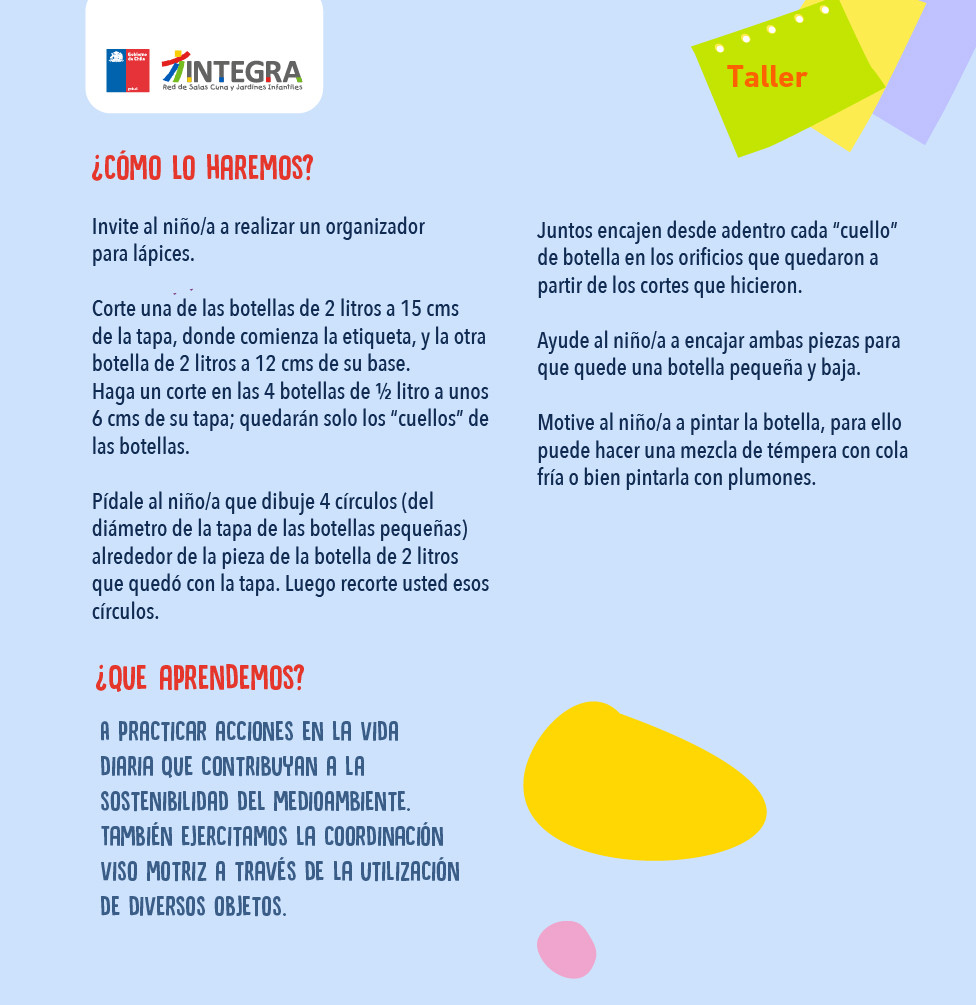 Gobierno
de Chile
gob.cl
INTEGRA
Red de Salas Cuna y Jardines Infantiles
Taller
¿CÓMO LO HAREMOS?
Invite al niño/a a realizar un organizador
para lápices.
Corte una de las botellas de 2 litros a 15 cms
de la tapa, donde comienza la etiqueta, y la otra
botella de 2 litros a 12 cms de su base.
Haga un corte en las 4 botellas de ½ litro a unos
6 cms de su tapa; quedarán solo los “cuellos” de
las botellas.
Pídale al niño/a que dibuje 4 círculos (del
diámetro de la tapa de las botellas pequeñas)
alrededor de la pieza de la botella de 2 litros
que quedó con la tapa. Luego recorte usted esos
círculos.
Juntos encajen desde adentro cada “cuello”
de botella en los orificios que quedaron a
partir de los cortes que hicieron.
Ayude al niño/a a encajar ambas piezas para
que quede una botella pequeña y baja.
Motive al niño/a a pintar la botella, para ello
puede hacer una mezcla de témpera con cola
fría o bien pintarla con plumones.
¿QUE APRENDEMOS?
A PRACTICAR ACCIONES EN LA VIDA
DIARIA QUE CONTRIBUYAN A LA
SOSTENIBILIDAD DEL MEDIOAMBIENTE.
TAMBIÉN EJERCITAMOS LA COORDINACIÓN
VISO MOTRIZ A TRAVÉS DE LA UTILIZACIÓN
DE DIVERSOS OBJETOS.